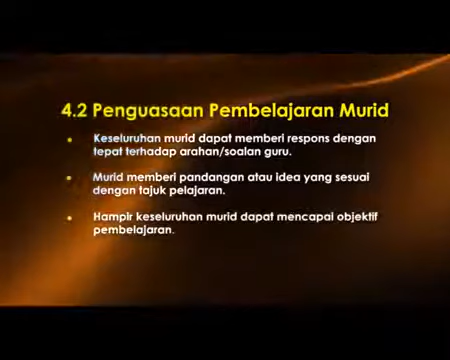 4.2 Penguasaan Pembelajaran Murid
Keseluruhan murid dapat memberi respons dengan
tepat terhadap arahan/soalan guru.
Murid memberi pandangan atau idea yang sesuai
dengan tajuk pelajaran.
Hampir keseluruhan murid dapat mencapai objektif
pembelajaran.